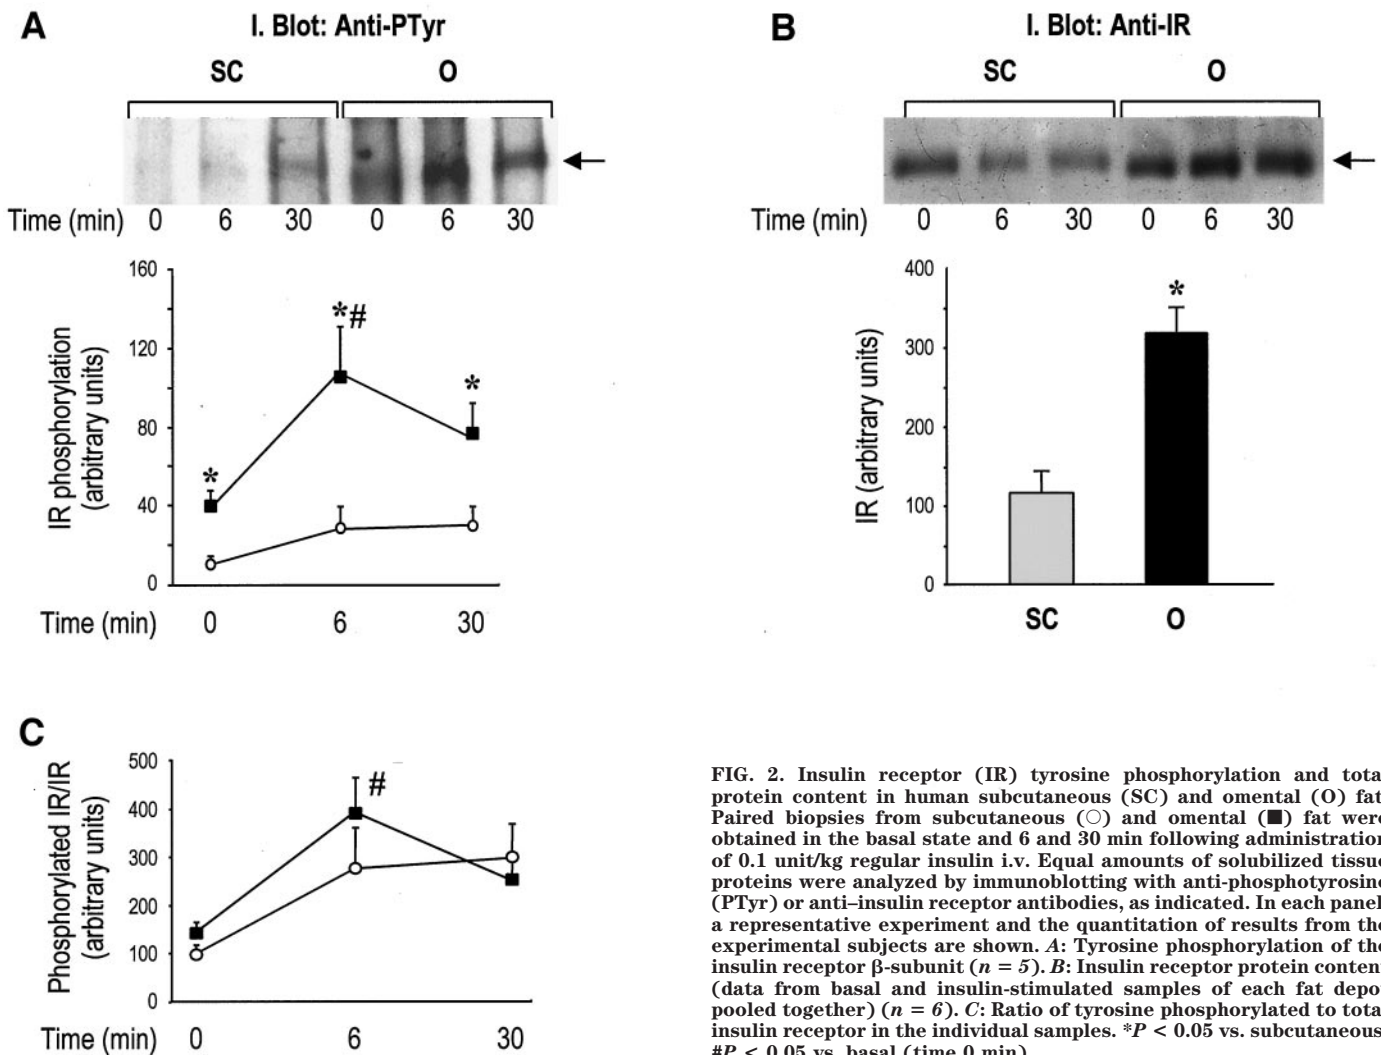 A
I. Blot: Anti-PTyr
SC O
Time (min) 0 6 30 0 6 30
160
120
80
40
0
IR phosphorylation
(arbitrary units)
*
*#
*
Time (min) 0 6 30
B
I. Blot: Anti-IR
SC O
Time (min) 0 6 30 0 6 30
400
300
200
100
0
IR (arbitrary units)
*
SC O
C
500
400
300
200
100
0
Phosphorylated IR/IR
(arbitrary units)
#
Time (min) 0 6 30
FIG. 2. Insulin receptor (IR) tyrosine phosphorylation and tota
protein content in human subcutaneous (SC) and omental (O) fat
Paired biopsies from subcutaneous (○) and omental (■) fat were
obtained in the basal state and 6 and 30 min following administration
of 0.1 unit/kg regular insulin i.v. Equal amounts of solubilized tissue
proteins were analyzed by immunoblotting with anti-phosphotyrosine
(PTyr) or anti–insulin receptor antibodies, as indicated. In each panel
a representative experiment and the quantitation of results from the
experimental subjects are shown. A: Tyrosine phosphorylation of the
insulin receptor β-subunit (n = 5). B: Insulin receptor protein content
(data from basal and insulin-stimulated samples of each fat depot
pooled together) (n = 6). C: Ratio of tyrosine phosphorylated to total
insulin receptor in the individual samples. *P < 0.05 vs. subcutaneous
#P < 0.05 vs. basal (time 0 min)